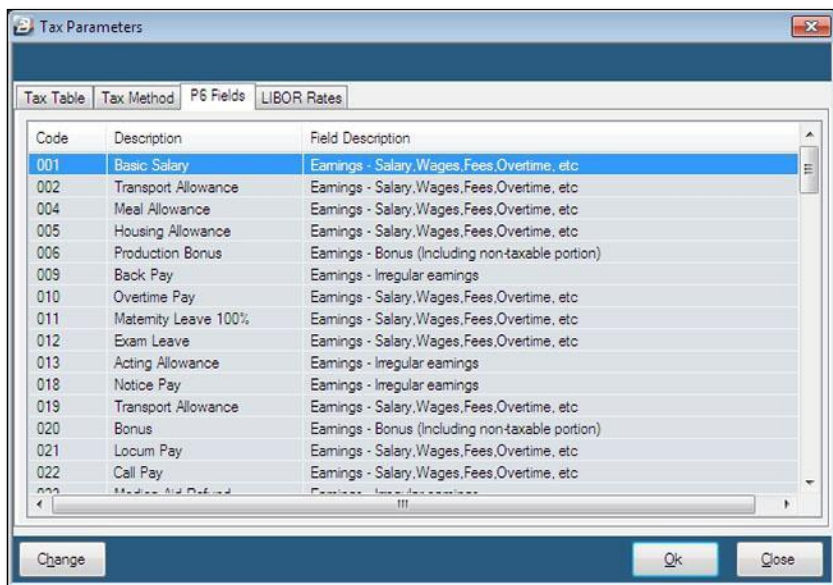 Tax Parameters
Tax Table Tax Method P6 Fields LIBOR Rates
Code Description Field Description
001 Basic Salary Earnings - Salary,Wages,Fees,Overtime, etc
002 Transport Allowance Earnings - Salary,Wages,Fees,Overtime, etc
004 Meal Allowance Earnings - Salary,Wages,Fees,Overtime, etc
005 Housing Allowance Earnings - Salary,Wages,Fees,Overtime, etc
006 Production Bonus Earnings - Bonus (Including non-taxable portion)
009 Back Pay Earnings - Irregular earnings
010 Overtime Pay Earnings - Salary,Wages,Fees,Overtime, etc
011 Maternity Leave 100% Earnings - Salary,Wages,Fees,Overtime, etc
012 Exam Leave Earnings - Salary,Wages,Fees,Overtime, etc
013 Acting Allowance Earnings - Irregular earnings
018 Notice Pay Earnings - Irregular earnings
019 Transport Allowance Earnings - Salary,Wages,Fees,Overtime, etc
020 Bonus Earnings - Bonus (Including non-taxable portion)
021 Locum Pay Earnings - Salary,Wages,Fees,Overtime, etc
022 Call Pay Earnings - Salary,Wages,Fees,Overtime, etc
Change Ok Close